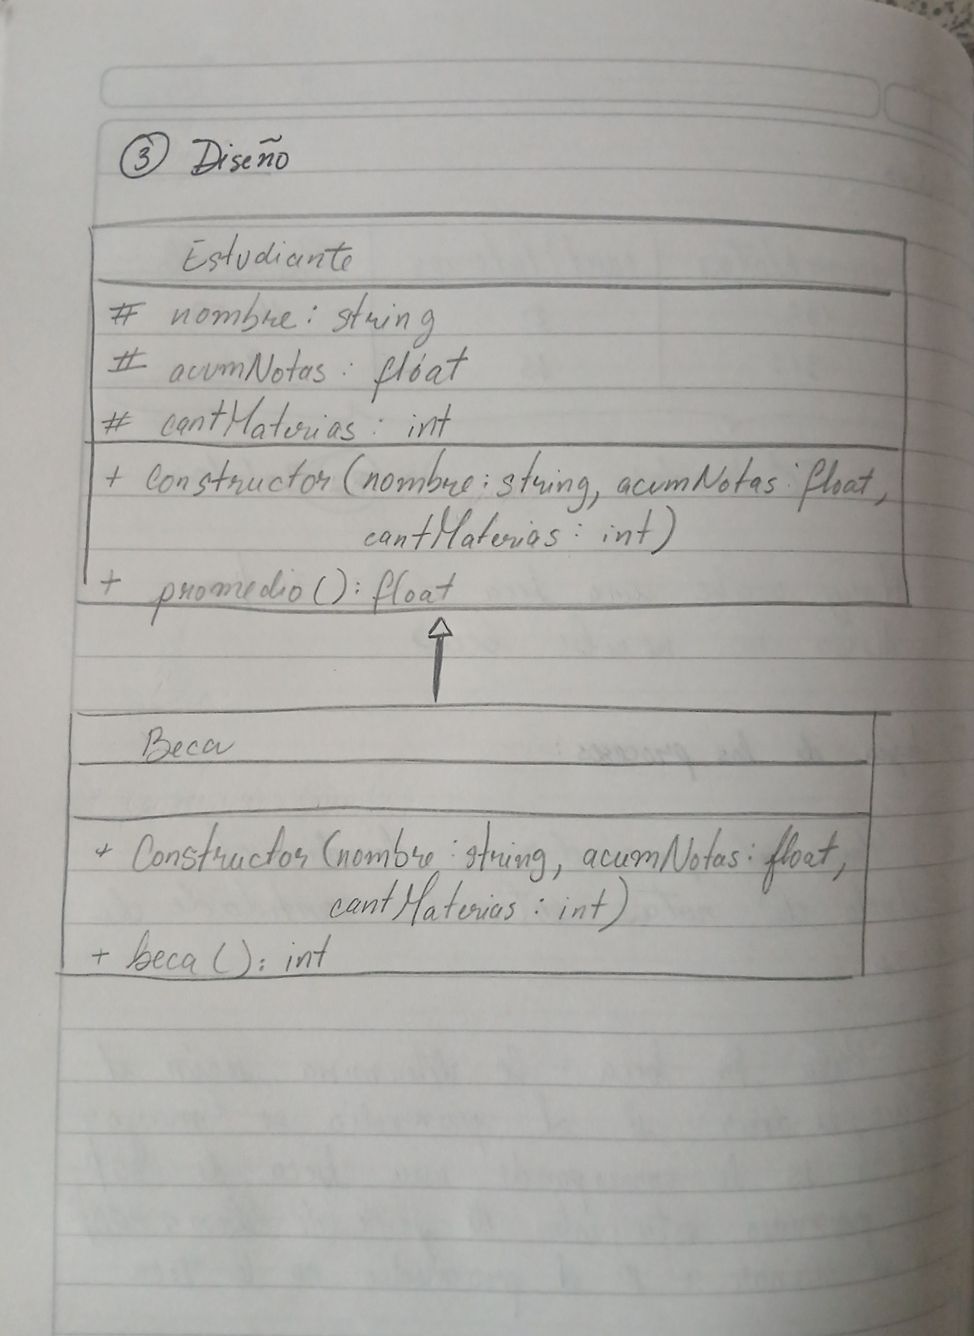 ③ Diseño
Estudiante
# nombre: string
# acumNotas: float
# cantMaterias: int
+ Constructor (nombre: string, acumNotas: float,
cantMaterias: int)
+ promedio(): float
Beca
+ Constructor (nombre: string, acumNotas: float,
cantMaterias: int)
+ beca(): int